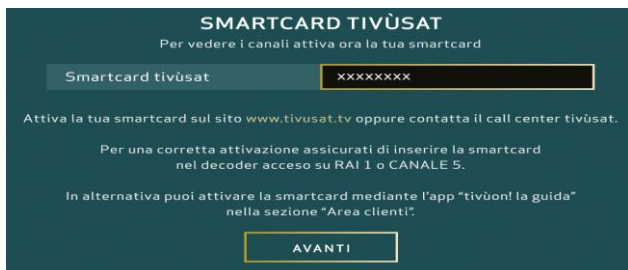 SMARTCARD TIVÙSAT
Per vedere i canali attiva ora la tua smartcard
Smartcard tivùsat
xxxxxxxx
Attiva la tua smartcard sul sito www.tivusat.tv oppure contatta il call center tivùsat.
Per una corretta attivazione assicurati di inserire la smartcard
nel decoder acceso su RAI 1 o CANALE 5.
In alternativa puoi attivare la smartcard mediante l'app "tivùon! la guida"
nella sezione "Area clienti".
AVANTI